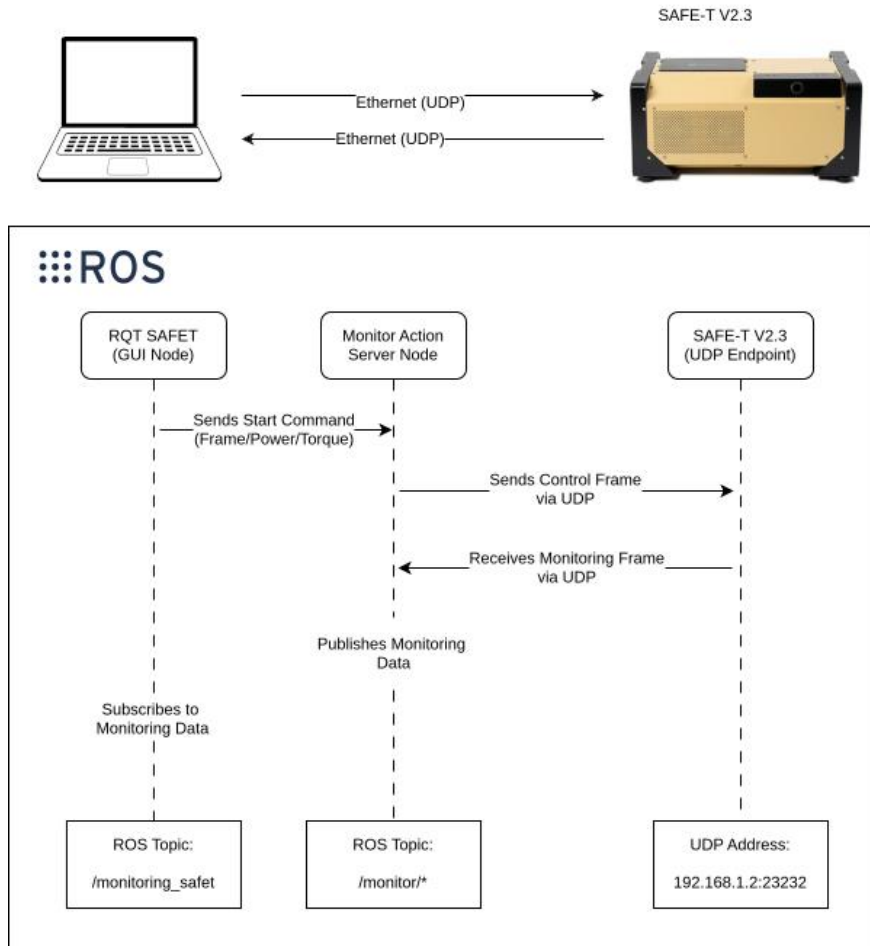 SAFE-T V2.3
Ethernet (UDP)
Ethernet (UDP)
ROS
RQT SAFET
(GUI Node)
Monitor Action
Server Node
SAFE-T V2.3
(UDP Endpoint)
Sends Start Command
(Frame/Power/Torque)
Sends Control Frame
via UDP
Receives Monitoring Frame
via UDP
Publishes Monitoring
Data
Subscribes to
Monitoring Data
ROS Topic:
/monitoring_safet
ROS Topic:
/monitor/*
UDP Address:
192.168.1.2:23232